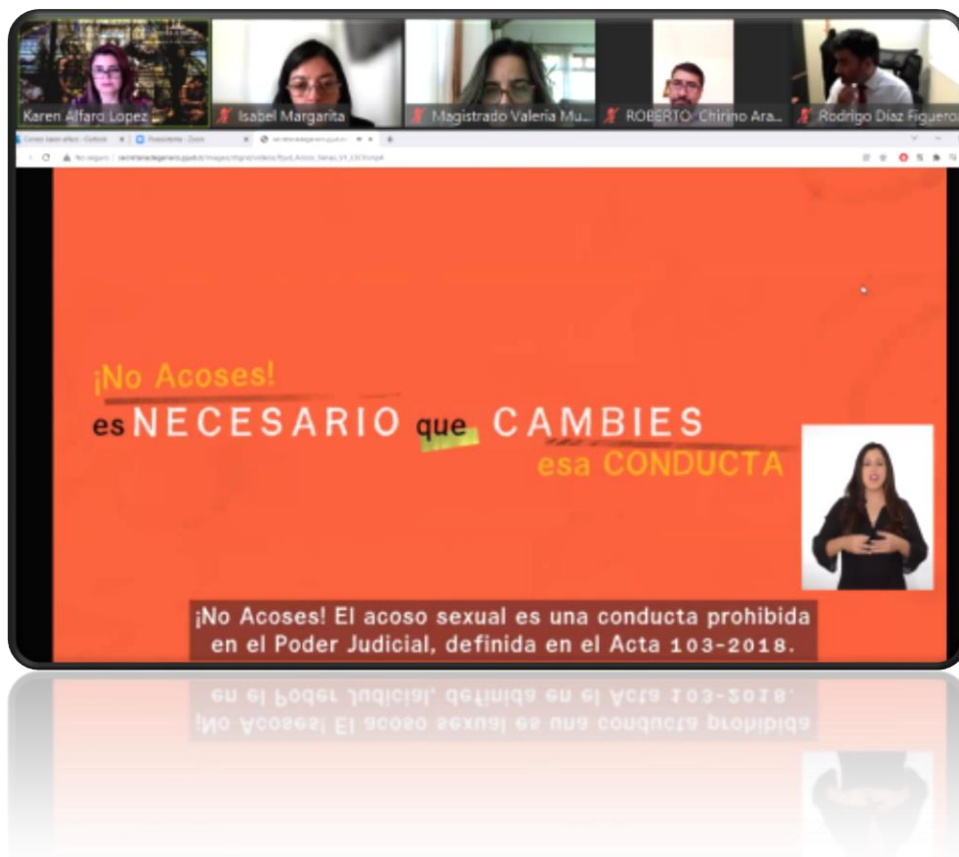 Karen Alfaro Lopez
Isabel Margarita
Magistrado Valeria Mu...
ROBERTO Chirino Ara...
Rodrigo Díaz Figueroa
¡No Acoses!
es NECESARIO que CAMBIES
esa CONDUCTA
¡No Acoses! El acoso sexual es una conducta prohibida
en el Poder Judicial, definida en el Acta 103-2018.